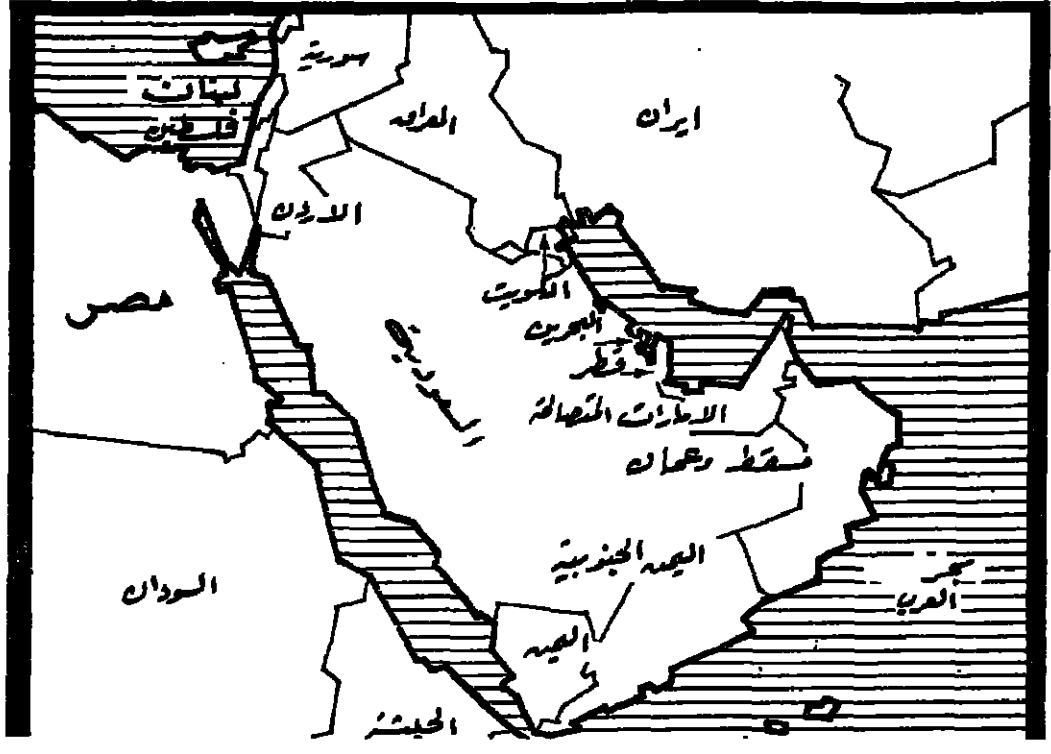 سورية
لبنان
فلسطين
العراق
ايران
الاردن
مصر
الكويت
البحرين
قطر
السعودية
الامارات المتصالحة
مسقط وعمان
اليمن الجنوبية
اليمن
السودان
الحبشة
بحر
العرب